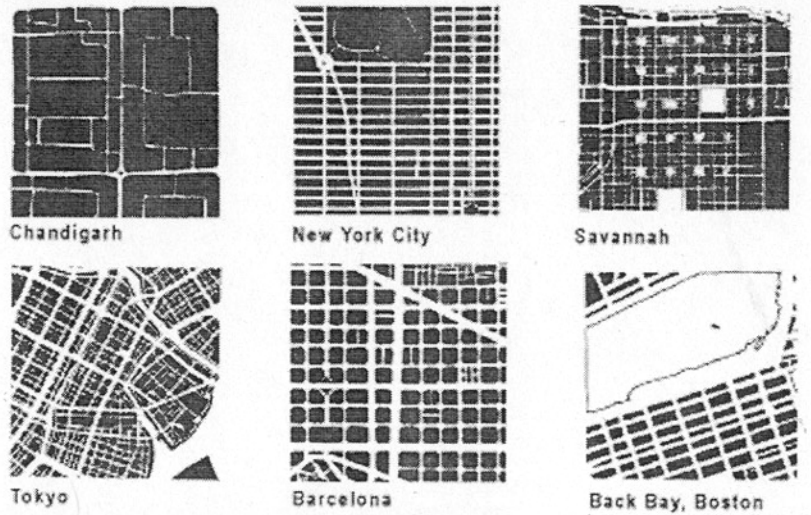 Chandigarh
New York City
Savannah
Tokyo
Barcelona
Back Bay, Boston